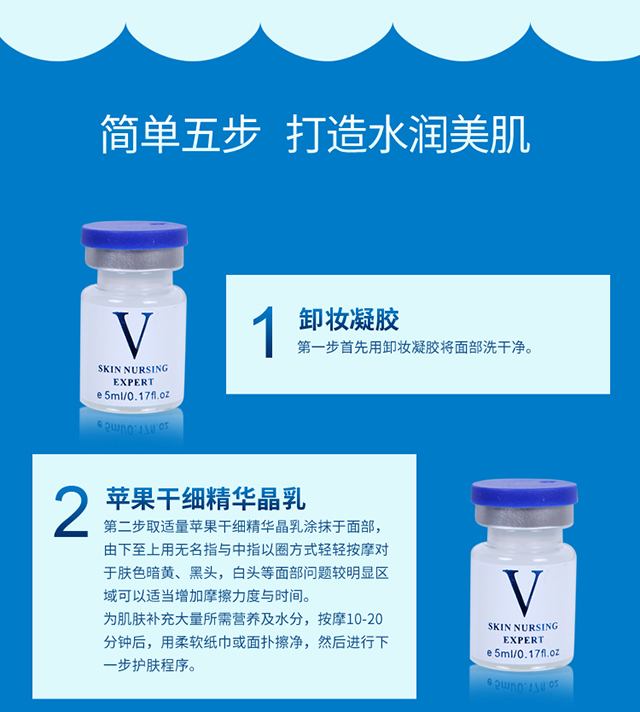 简单五步 打造水润美肌
V
SKIN NURSING
EXPERT
e 5ml/0.17fl.oz
1 卸妆凝胶
第一步首先用卸妆凝胶将面部洗干净。
2 苹果干细精华晶乳
第二步取适量苹果干细精华晶乳涂抹于面部，
由下至上用无名指与中指以圈方式轻轻按摩对
于肤色暗黄、黑头，白头等面部问题较明显区
域可以适当增加摩擦力度与时间。
为肌肤补充大量所需营养及水分，按摩10-20
分钟后，用柔软纸巾或面扑擦净，然后进行下
一步护肤程序。
V
SKIN NURSING
EXPERT
e 5ml/0.17fl.oz